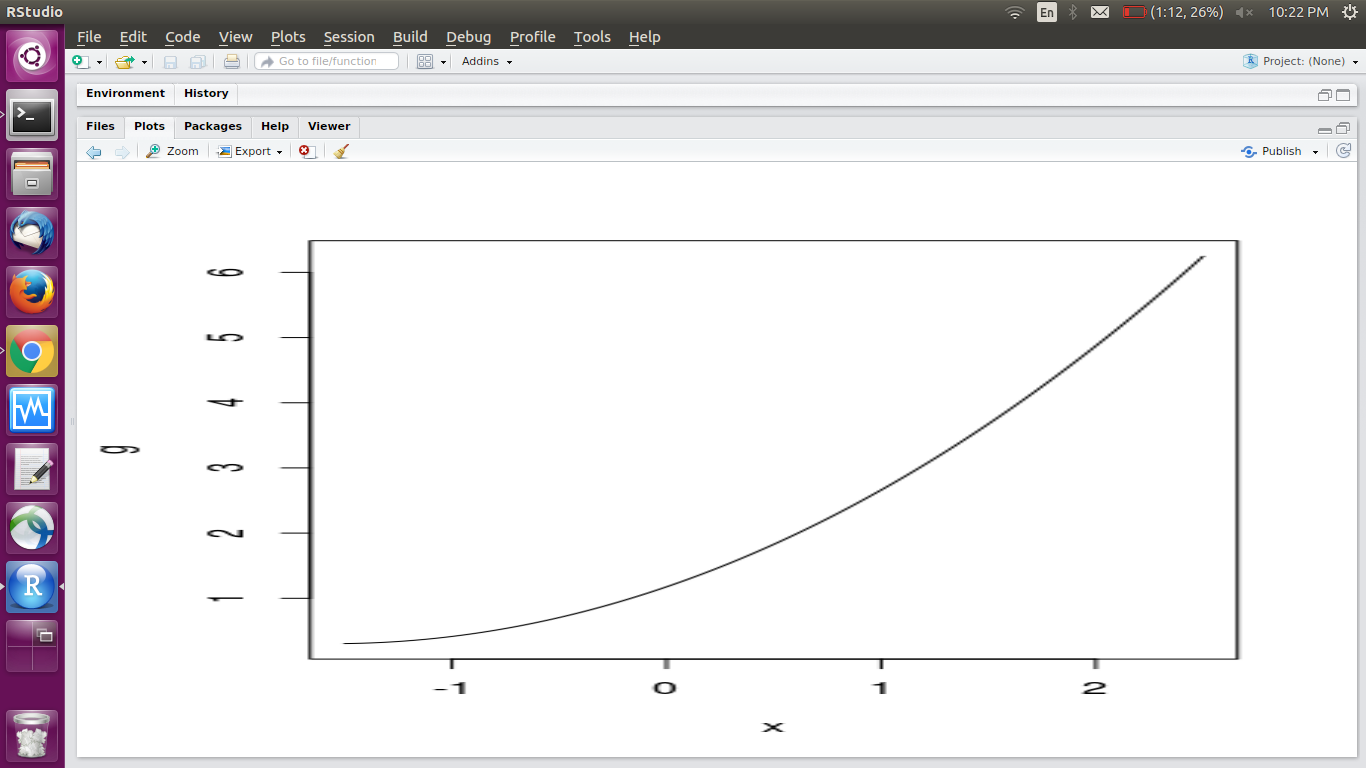 RStudio En (1:12, 26%) 10:22 PM
File Edit Code View Plots Session Build Debug Profile Tools Help
Go to file/function Addins R Project: (None)
Environment History
Files Plots Packages Help Viewer
Zoom Export Publish
6
5
4
3
2
1
g
-1 0 1 2
x
R